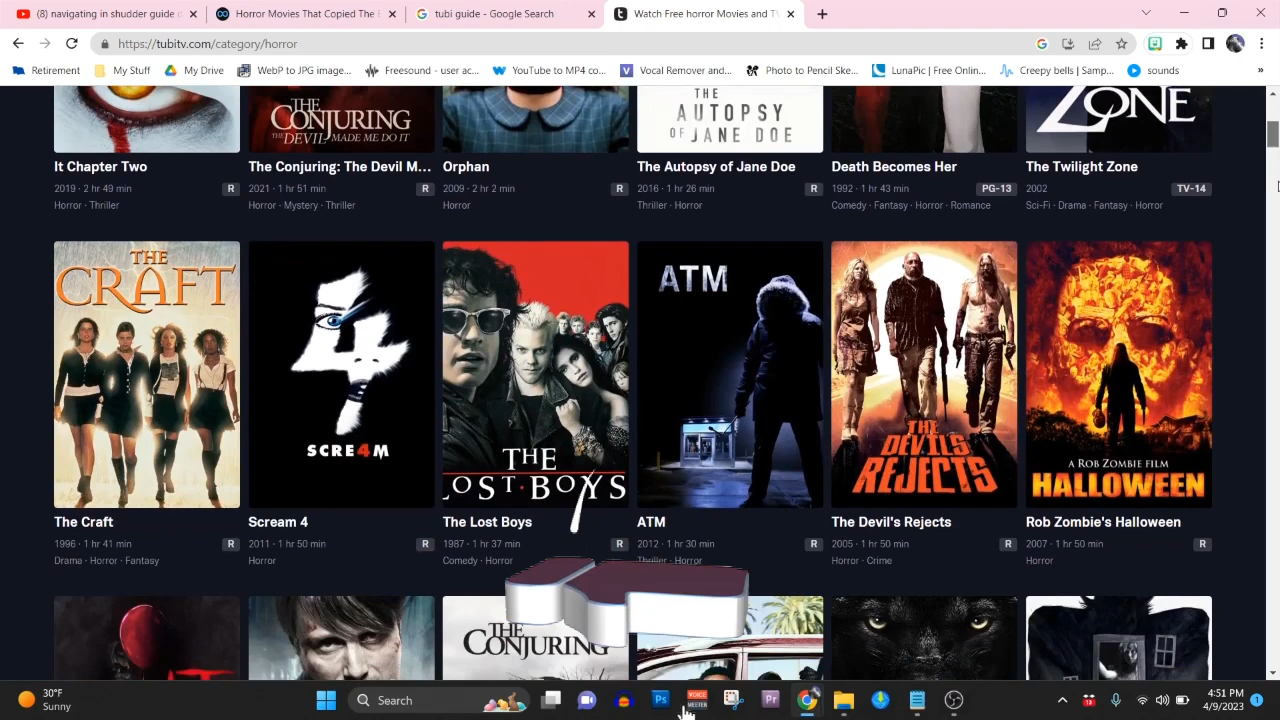 (8) navigating in shudder guide
Horror Movies That Copied The E
tubi guide - Google Search
Watch Free horror Movies and T
https://tubitv.com/category/horror
Retirement
My Stuff
My Drive
WebP to JPG image...
Freesound - user ac...
YouTube to MP4 co...
Vocal Remover and...
Photo to Pencil Ske...
LunaPic | Free Onlin...
Creepy bells | Samp...
sounds
»
THE CONJURING
THE DEVIL MADE ME DO IT
THE
AUTOPSY
OF JANE DOE
ZONE
It Chapter Two
The Conjuring: The Devil M...
Orphan
The Autopsy of Jane Doe
Death Becomes Her
The Twilight Zone
2019 · 2 hr 49 min R
2021 · 1 hr 51 min R
2009 · 2 hr 2 min R
2016 · 1 hr 26 min R
1992 · 1 hr 43 min PG-13
2002 TV-14
Horror · Thriller
Horror · Mystery · Thriller
Horror
Thriller · Horror
Comedy · Fantasy · Horror · Romance
Sci-Fi · Drama · Fantasy · Horror
THE
CRAFT
4
SCRE4M
THE
LOST·BOYS
ATM
THE
DEVIL'S
REJECTS
A ROB ZOMBIE FILM
HALLOWEEN
The Craft
Scream 4
The Lost Boys
ATM
The Devil's Rejects
Rob Zombie's Halloween
1996 · 1 hr 41 min R
2011 · 1 hr 50 min R
1987 · 1 hr 37 min R
2012 · 1 hr 30 min R
2005 · 1 hr 50 min R
2007 · 1 hr 50 min R
Drama · Horror · Fantasy
Horror
Comedy · Horror
Thriller · Horror
Horror · Crime
Horror
THE
CONJURING
30°F
Sunny
Search
Ps
VOICE
MEETER
Pr
13
4:51 PM
4/9/2023
1